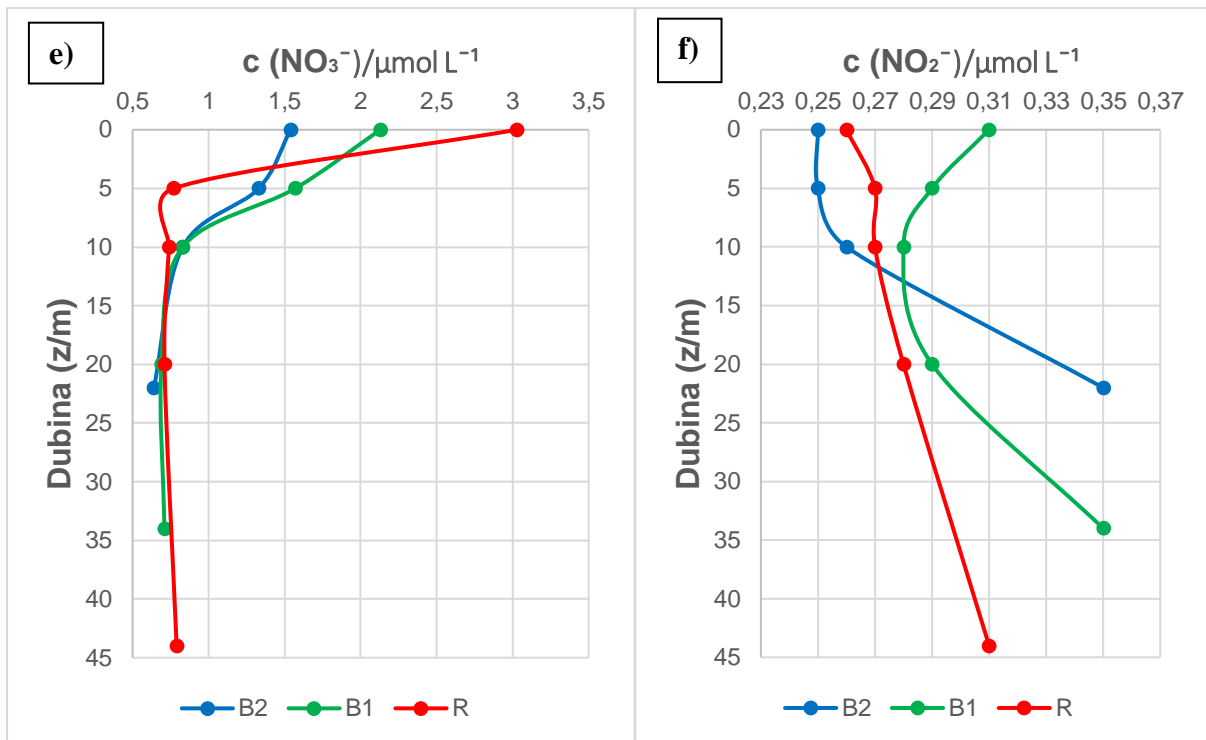 e)
c (NO₃⁻)/µmol L⁻¹
0,5 1 1,5 2 2,5 3 3,5
0
5
10
15
20
25
30
35
40
45
Dubina (z/m)
B2 B1 R
f)
c (NO₂⁻)/µmol L⁻¹
0,23 0,25 0,27 0,29 0,31 0,33 0,35 0,37
0
5
10
15
20
25
30
35
40
45
Dubina (z/m)
B2 B1 R